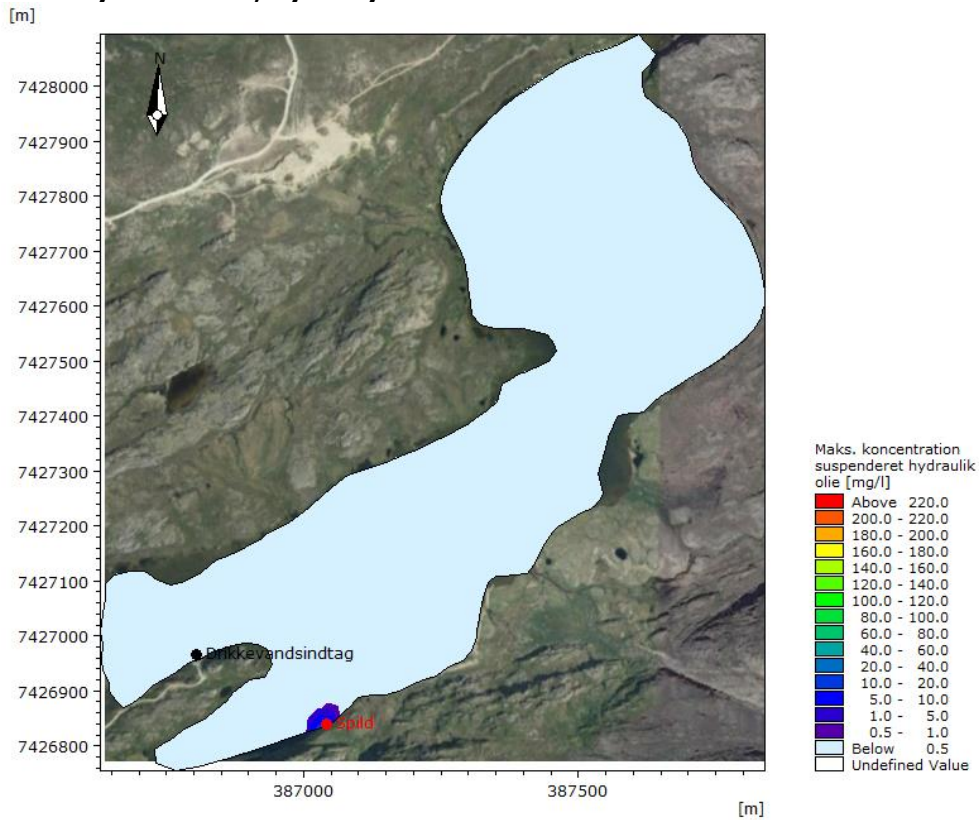 [m]
N
7428000
7427900
7427800
7427700
7427600
7427500
7427400
7427300
7427200
7427100
7427000
7426900
7426800
Drikkevandsindtag
Spild
387000
387500
[m]
Maks. koncentration
suspenderet hydraulik
olie [mg/l]
Above 220.0
200.0 - 220.0
180.0 - 200.0
160.0 - 180.0
140.0 - 160.0
120.0 - 140.0
100.0 - 120.0
80.0 - 100.0
60.0 - 80.0
40.0 - 60.0
20.0 - 40.0
10.0 - 20.0
5.0 - 10.0
1.0 - 5.0
0.5 - 1.0
Below 0.5
Undefined Value